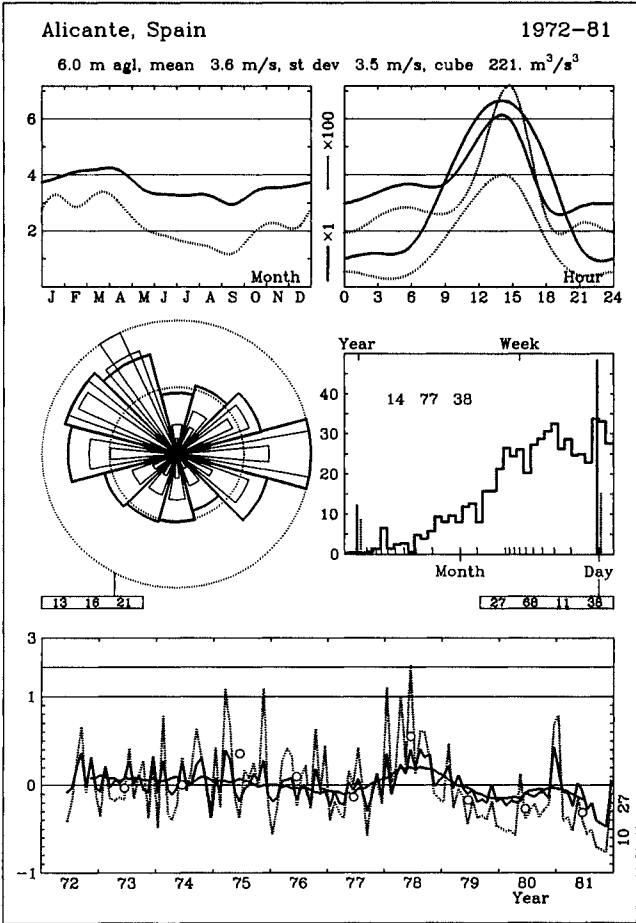 Alicante, Spain 1972-81
6.0 m agl, mean 3.6 m/s, st dev 3.5 m/s, cube 221. m³/s³
6
4
2
Month
J F M A M J J A S O N D
×1 ×100
Hour
0 3 6 9 12 15 18 21 24
Year Week
14 77 38
40
30
20
10
0
Month Day
13 16 21
27 68 11 38
3
1
0
-1
72 73 74 75 76 77 78 79 80 81
Year
10 27